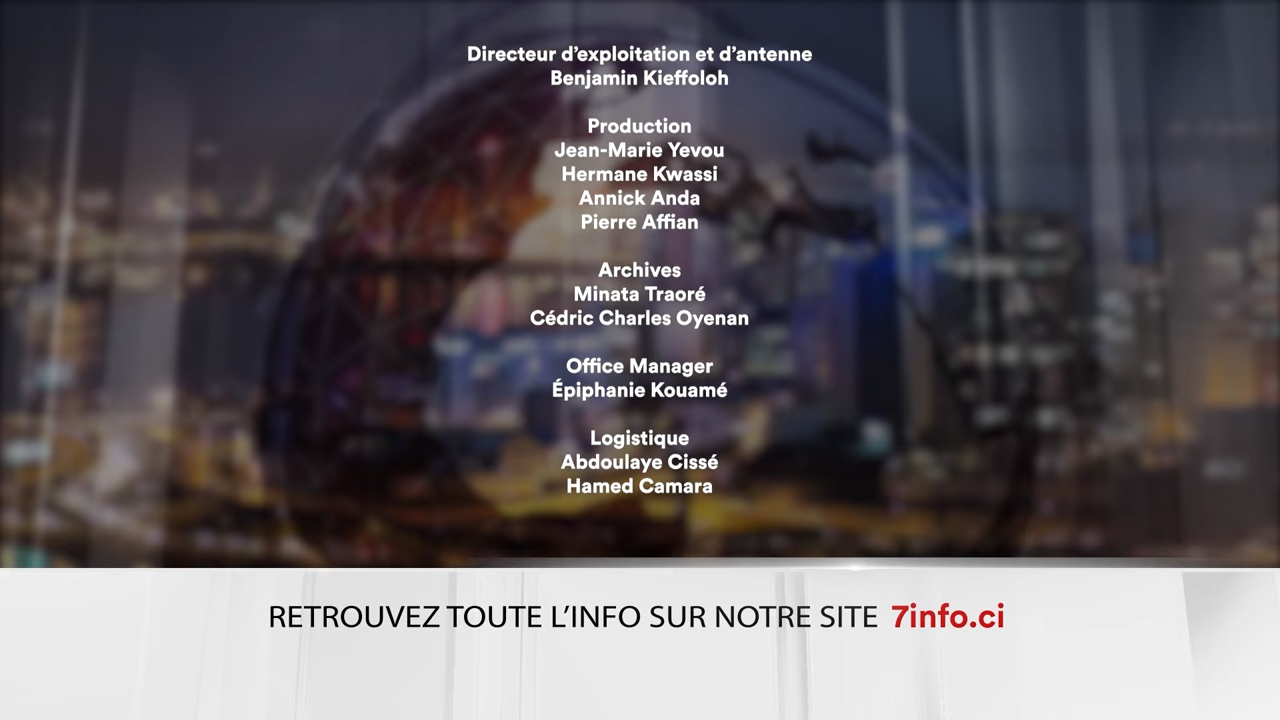 Directeur d'exploitation et d'antenne
Benjamin Kieffoloh
Production
Jean-Marie Yevou
Hermane Kwassi
Annick Anda
Pierre Affian
Archives
Minata Traoré
Cédric Charles Oyenan
Office Manager
Épiphanie Kouamé
Logistique
Abdoulaye Cissé
Hamed Camara
RETROUVEZ TOUTE L'INFO SUR NOTRE SITE 7info.ci